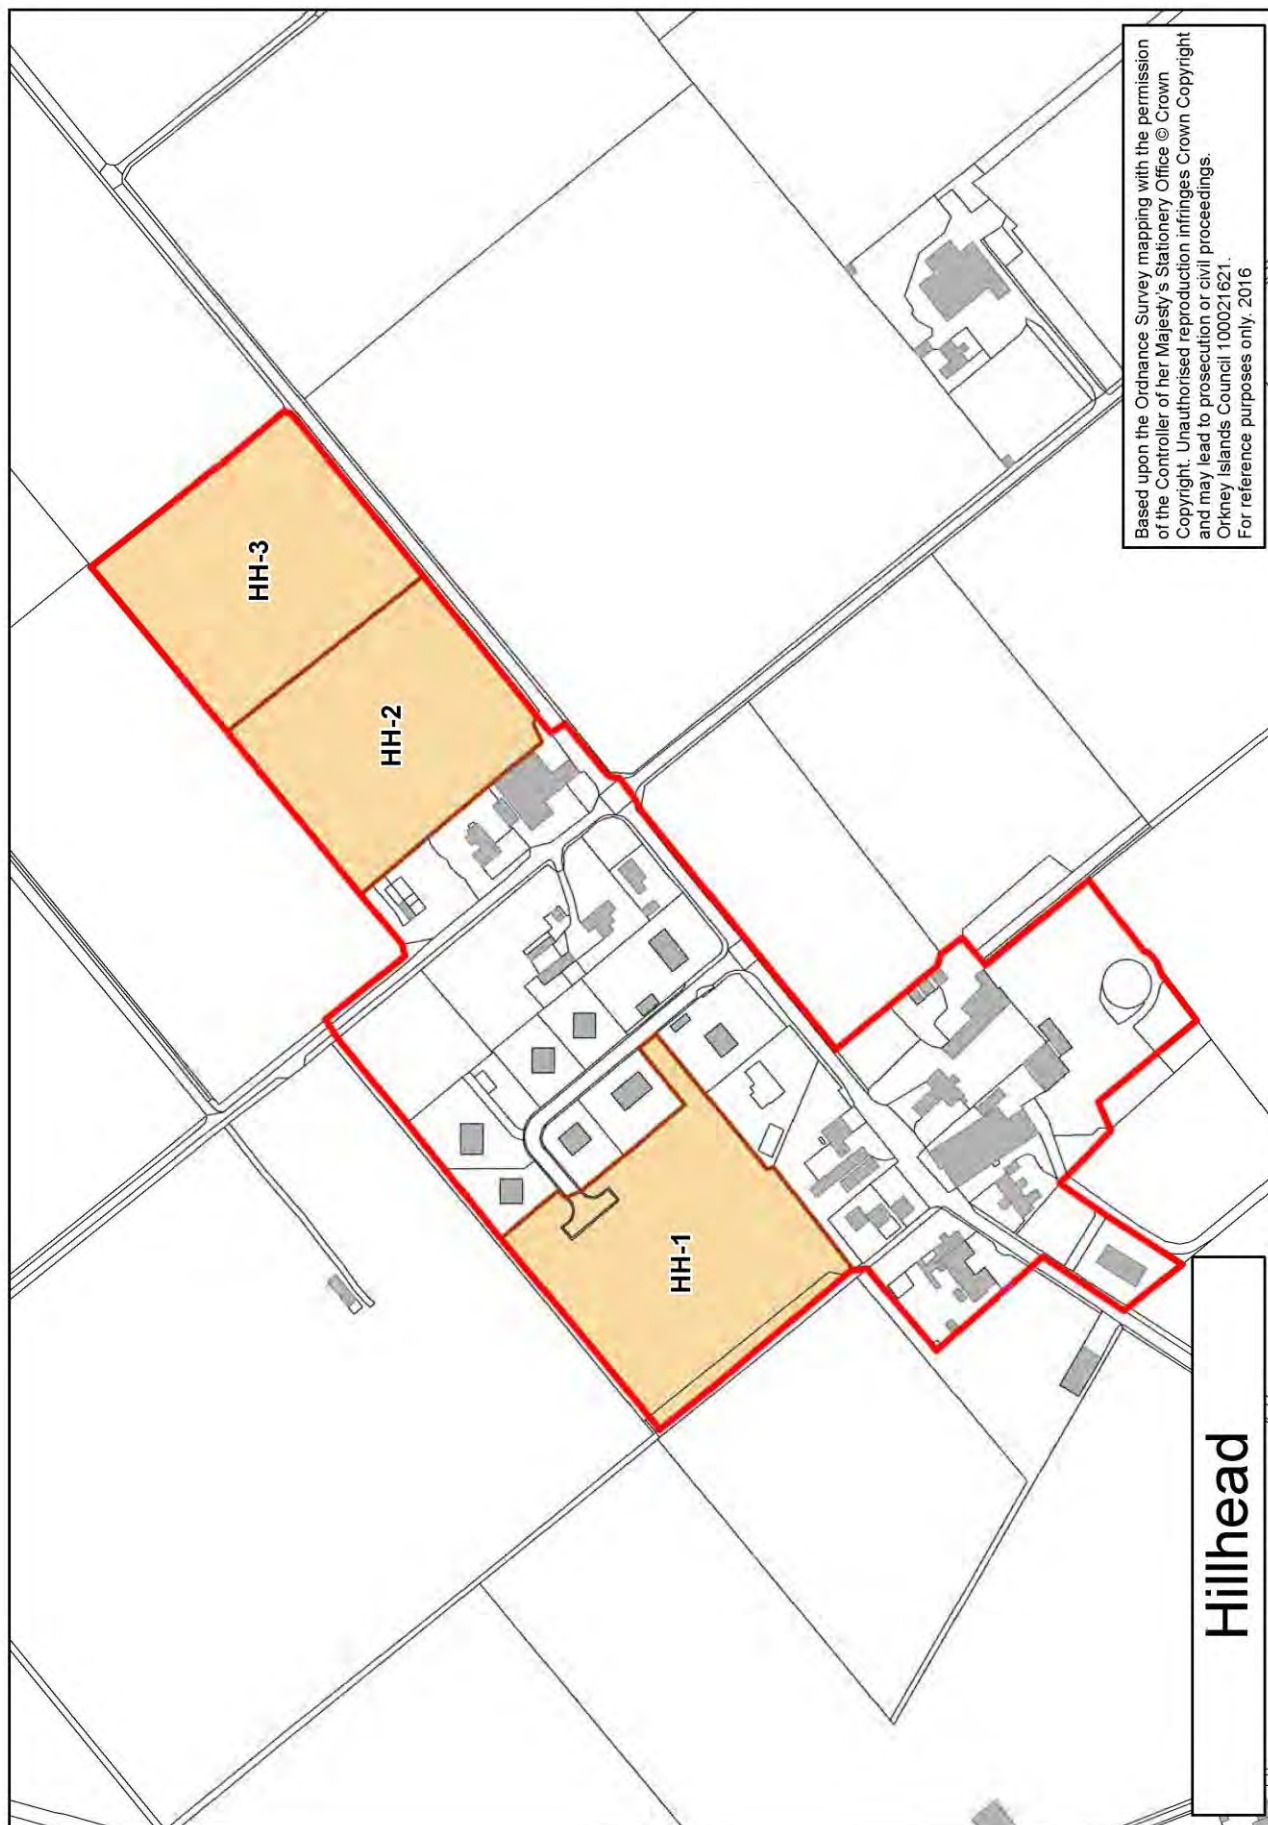 HH-1
HH-2
HH-3
Hillhead
Based upon the Ordnance Survey mapping with the permission
of the Controller of her Majesty's Stationery Office © Crown
Copyright. Unauthorised reproduction infringes Crown Copyright
and may lead to prosecution or civil proceedings.
Orkney Islands Council 100021621.
For reference purposes only. 2016